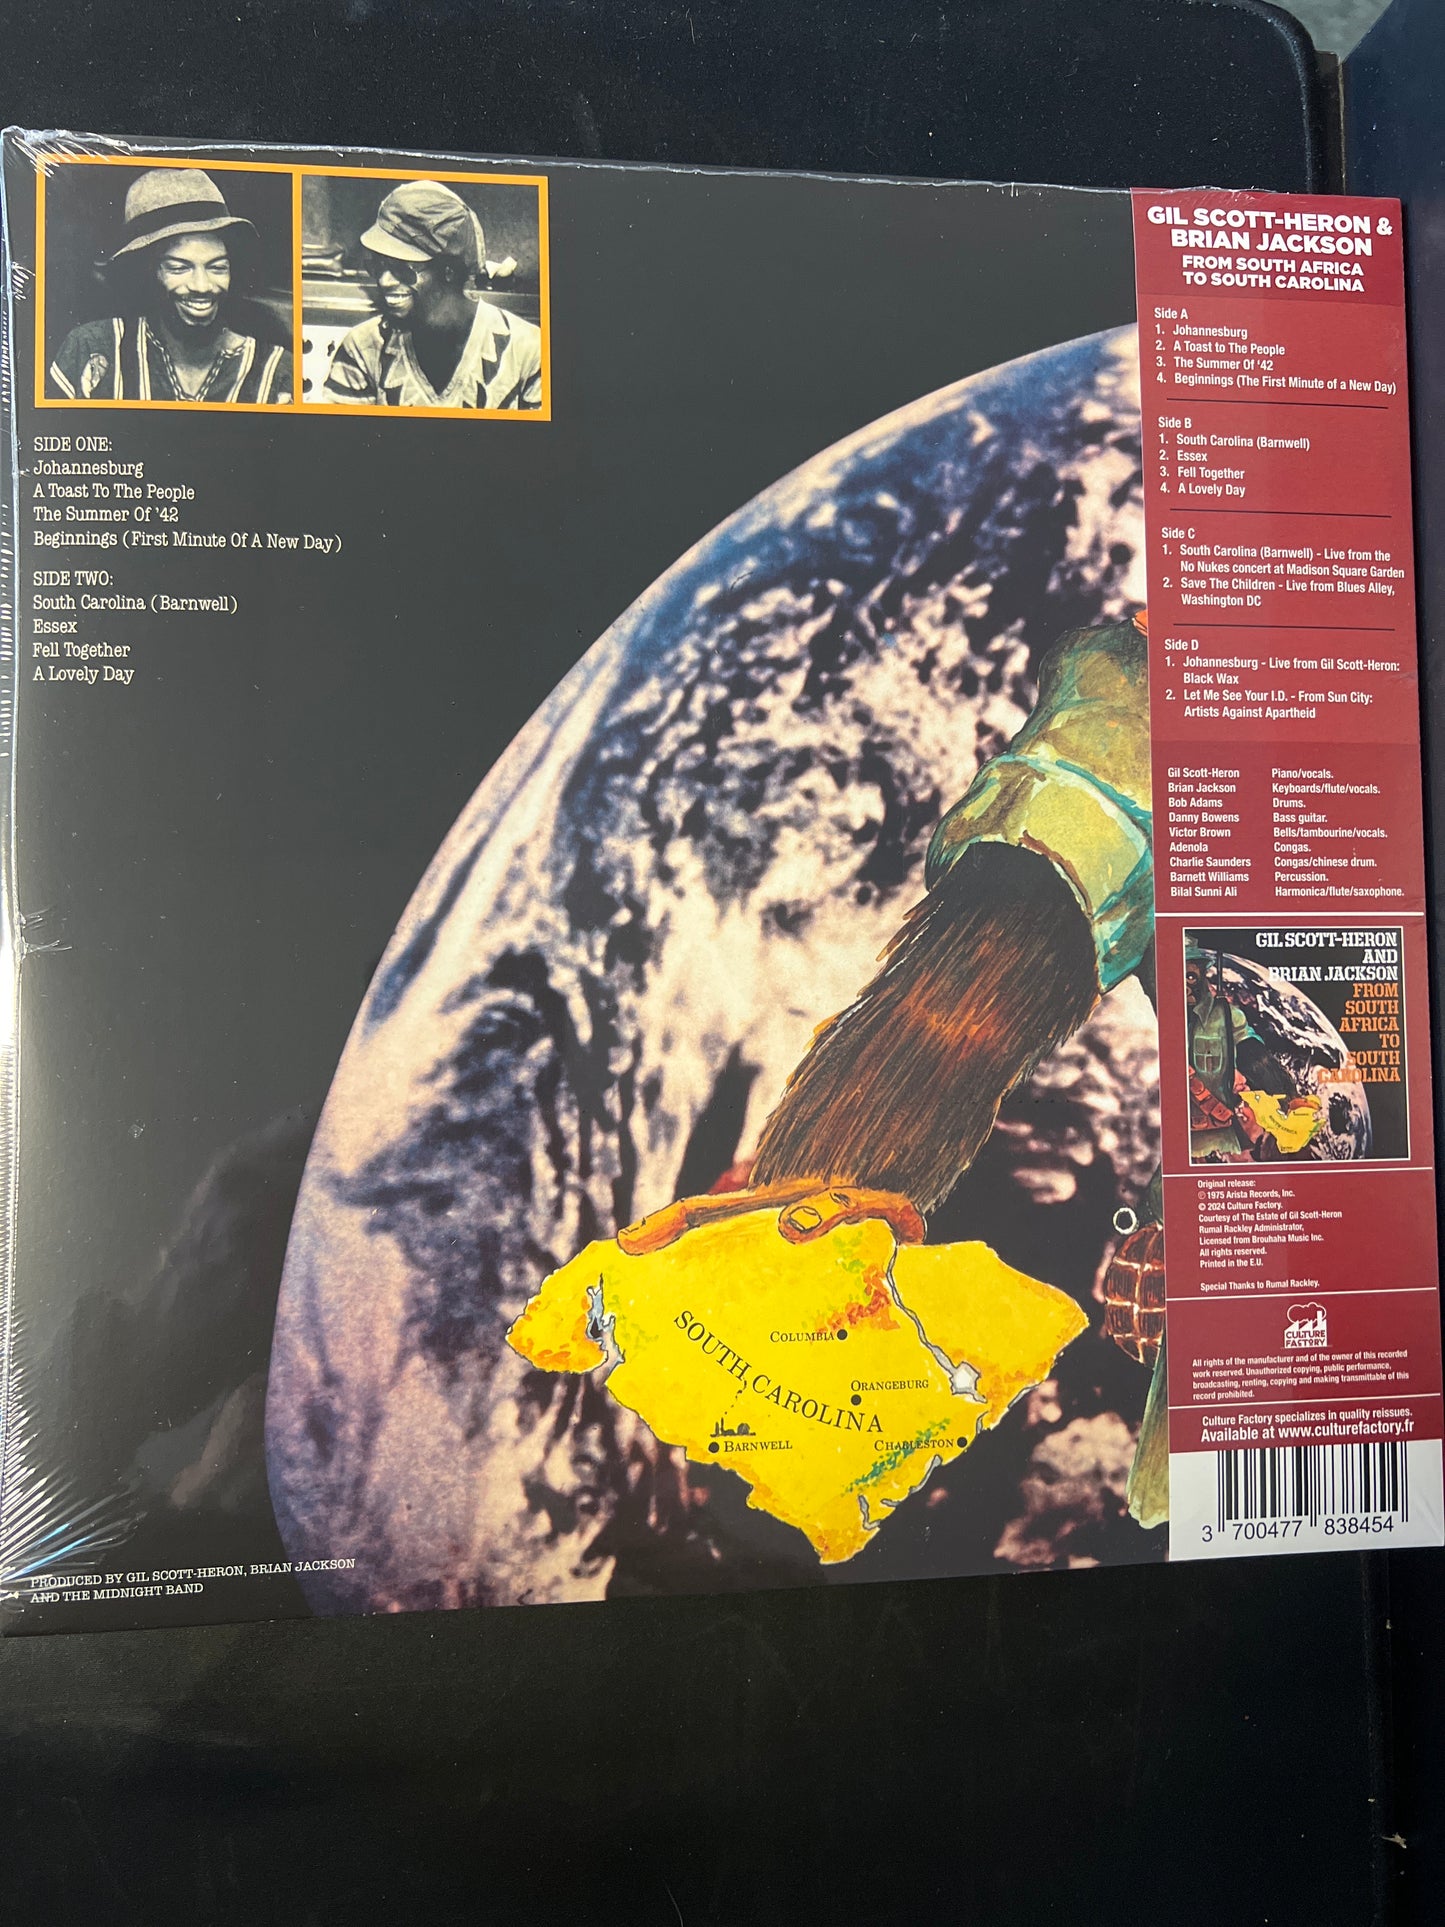 SIDE ONE:
Johannesburg
A Toast To The People
The Summer Of '42
Beginnings (First Minute Of A New Day)
SIDE TWO:
South Carolina (Barnwell)
Essex
Fell Together
A Lovely Day
SOUTH CAROLINA
COLUMBIA
ORANGEBURG
BARNWELL
CHARLESTON
PRODUCED BY GIL SCOTT-HERON, BRIAN JACKSON
AND THE MIDNIGHT BAND
GIL SCOTT-HERON &
BRIAN JACKSON
FROM SOUTH AFRICA
TO SOUTH CAROLINA
Side A
1. Johannesburg
2. A Toast to The People
3. The Summer Of '42
4. Beginnings (The First Minute of a New Day)
Side B
1. South Carolina (Barnwell)
2. Essex
3. Fell Together
4. A Lovely Day
Side C
1. South Carolina (Barnwell) - Live from the
No Nukes concert at Madison Square Garden
2. Save The Children - Live from Blues Alley,
Washington DC
Side D
1. Johannesburg - Live from Gil Scott-Heron:
Black Wax
2. Let Me See Your I.D. - From Sun City:
Artists Against Apartheid
Gil Scott-Heron Piano/vocals.
Brian Jackson Keyboards/flute/vocals.
Bob Adams Drums.
Danny Bowens Bass guitar.
Victor Brown Bells/tambourine/vocals.
Adenola Congas.
Charlie Saunders Congas/chinese drum.
Barnett Williams Percussion.
Bilal Sunni Ali Harmonica/flute/saxophone.
GIL SCOTT-HERON
AND
BRIAN JACKSON
FROM
SOUTH
AFRICA
TO
SOUTH
CAROLINA
SOUTH AFRICA
Original release:
℗ 1975 Arista Records, Inc.
© 2024 Culture Factory.
Courtesy of The Estate of Gil Scott-Heron
Rumal Rackley Administrator,
Licensed from Brouhaha Music Inc.
All rights reserved.
Printed in the E.U.
Special Thanks to Rumal Rackley.
CULTURE
FACTORY
All rights of the manufacturer and of the owner of this recorded
work reserved. Unauthorized copying, public performance,
broadcasting, renting, copying and making transmittable of this
record prohibited.
Culture Factory specializes in quality reissues.
Available at www.culturefactory.fr
3 700477 838454